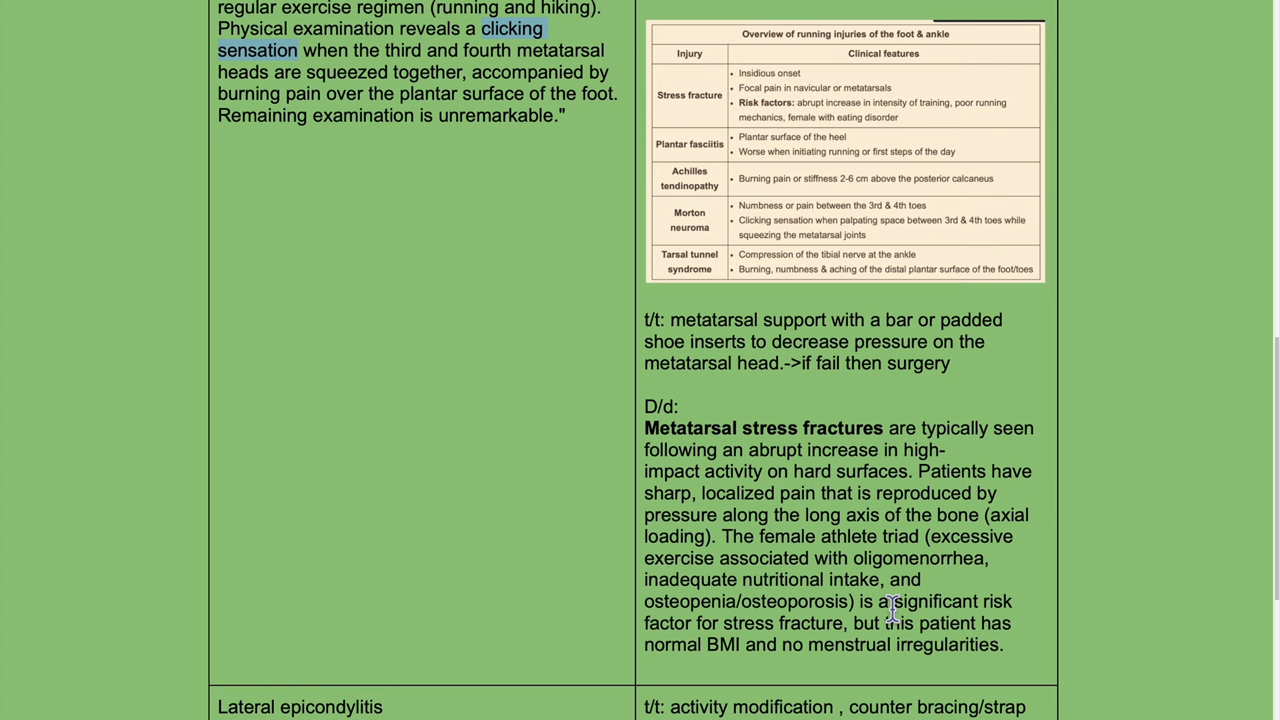 regular exercise regimen (running and hiking).
Physical examination reveals a clicking
sensation when the third and fourth metatarsal
heads are squeezed together, accompanied by
burning pain over the plantar surface of the foot.
Remaining examination is unremarkable."
Overview of running injuries of the foot & ankle
Injury Clinical features
Stress fracture
• Insidious onset
• Focal pain in navicular or metatarsals
• Risk factors: abrupt increase in intensity of training, poor running
mechanics, female with eating disorder
Plantar fasciitis
• Plantar surface of the heel
• Worse when initiating running or first steps of the day
Achilles
tendinopathy
• Burning pain or stiffness 2-6 cm above the posterior calcaneus
Morton
neuroma
• Numbness or pain between the 3rd & 4th toes
• Clicking sensation when palpating space between 3rd & 4th toes while
squeezing the metatarsal joints
Tarsal tunnel
syndrome
• Compression of the tibial nerve at the ankle
• Burning, numbness & aching of the distal plantar surface of the foot/toes
t/t: metatarsal support with a bar or padded
shoe inserts to decrease pressure on the
metatarsal head.->if fail then surgery
D/d:
Metatarsal stress fractures are typically seen
following an abrupt increase in high-
impact activity on hard surfaces. Patients have
sharp, localized pain that is reproduced by
pressure along the long axis of the bone (axial
loading). The female athlete triad (excessive
exercise associated with oligomenorrhea,
inadequate nutritional intake, and
osteopenia/osteoporosis) is a significant risk
factor for stress fracture, but this patient has
normal BMI and no menstrual irregularities.
Lateral epicondylitis
t/t: activity modification , counter bracing/strap